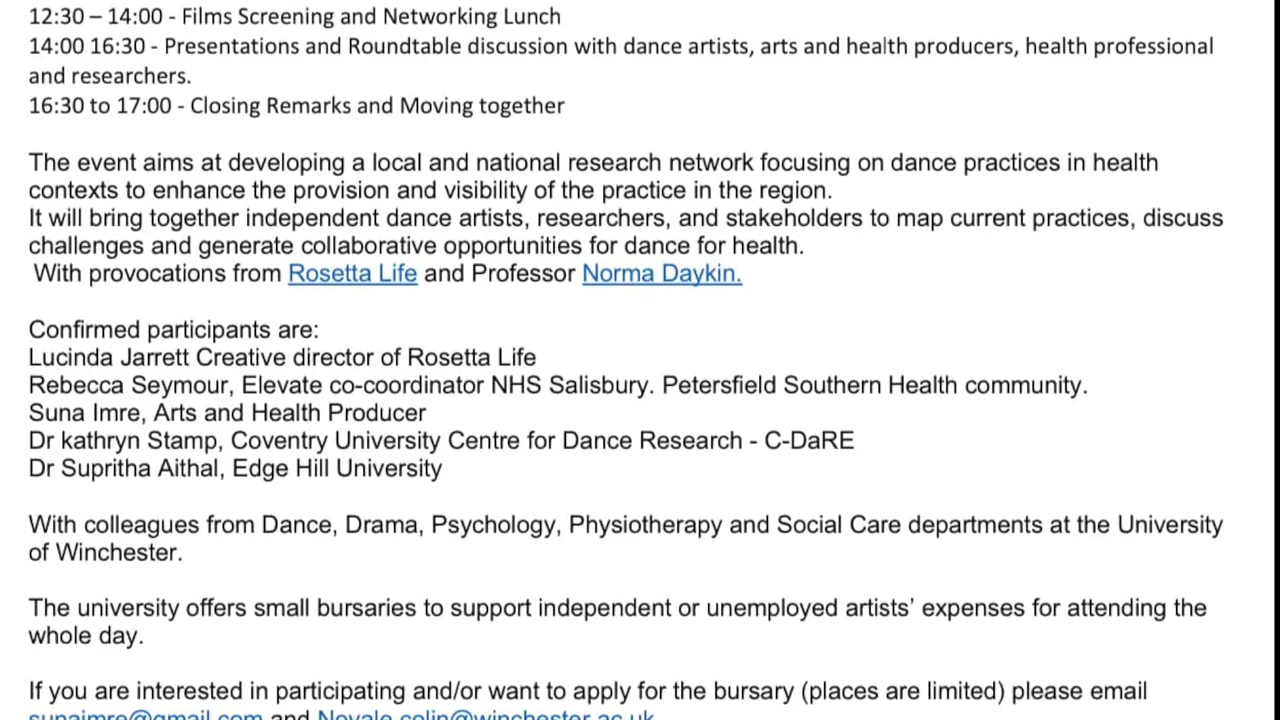 12:30 – 14:00 - Films Screening and Networking Lunch
14:00 16:30 - Presentations and Roundtable discussion with dance artists, arts and health producers, health professional
and researchers.
16:30 to 17:00 - Closing Remarks and Moving together
The event aims at developing a local and national research network focusing on dance practices in health
contexts to enhance the provision and visibility of the practice in the region.
It will bring together independent dance artists, researchers, and stakeholders to map current practices, discuss
challenges and generate collaborative opportunities for dance for health.
With provocations from Rosetta Life and Professor Norma Daykin.
Confirmed participants are:
Lucinda Jarrett Creative director of Rosetta Life
Rebecca Seymour, Elevate co-coordinator NHS Salisbury. Petersfield Southern Health community.
Suna Imre, Arts and Health Producer
Dr kathryn Stamp, Coventry University Centre for Dance Research - C-DaRE
Dr Supritha Aithal, Edge Hill University
With colleagues from Dance, Drama, Psychology, Physiotherapy and Social Care departments at the University
of Winchester.
The university offers small bursaries to support independent or unemployed artists’ expenses for attending the
whole day.
If you are interested in participating and/or want to apply for the bursary (places are limited) please email
sunaimre@gmail.com and Novale.colin@winchester.ac.uk